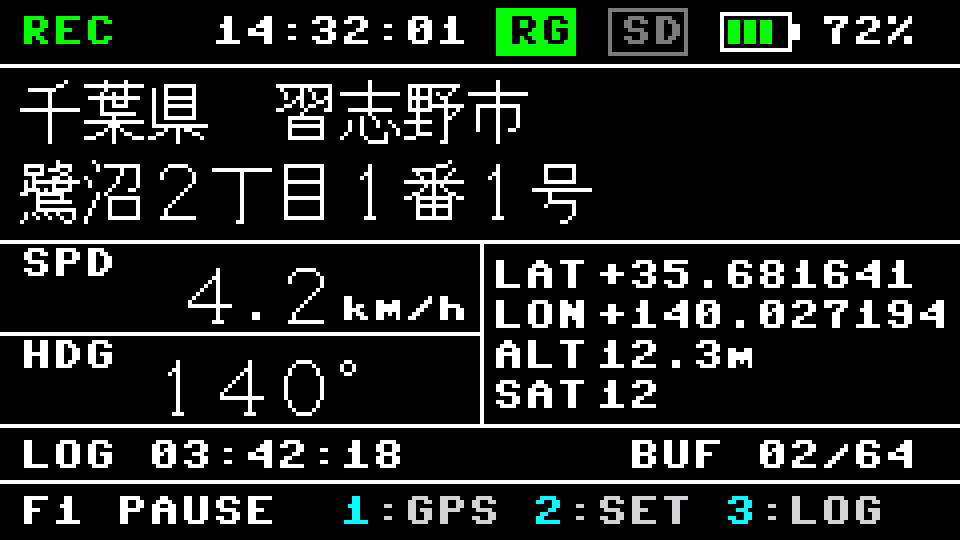 REC 14:32:01 RG SD 72%
千葉県　習志野市
鷺沼２丁目１番１号
SPD 4.2 km/h
HDG 140°
LAT +35.681641
LON +140.027194
ALT 12.3m
SAT 12
LOG 03:42:18 BUF 02/64
F1 PAUSE 1:GPS 2:SET 3:LOG